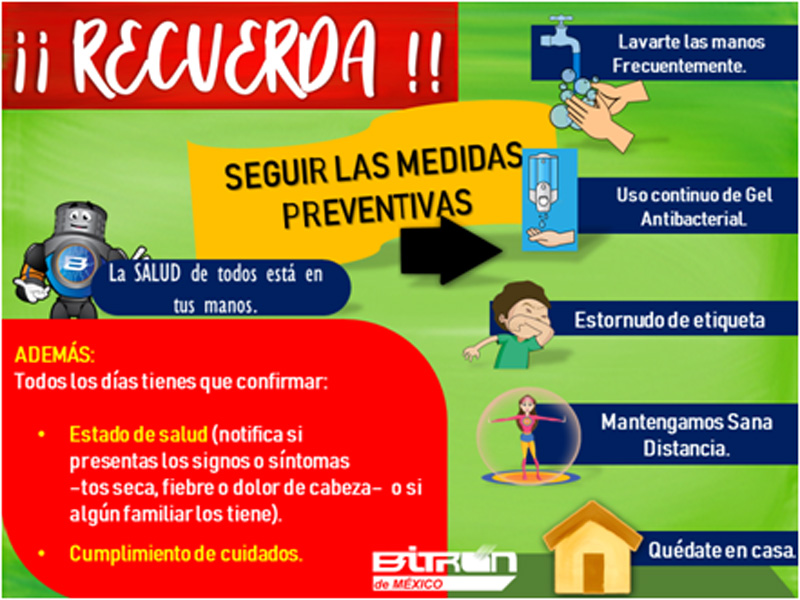 ¡¡ RECUERDA !!
SEGUIR LAS MEDIDAS
PREVENTIVAS
La SALUD de todos está en
tus manos.
Lavarte las manos
Frecuentemente.
Uso continuo de Gel
Antibacterial.
Estornudo de etiqueta
Mantengamos Sana
Distancia.
Quédate en casa.
ADEMÁS:
Todos los días tienes que confirmar:
• Estado de salud (notifica si
presentas los signos o síntomas
–tos seca, fiebre o dolor de cabeza– o si
algún familiar los tiene).
• Cumplimiento de cuidados.
BITRON
de MÉXICO